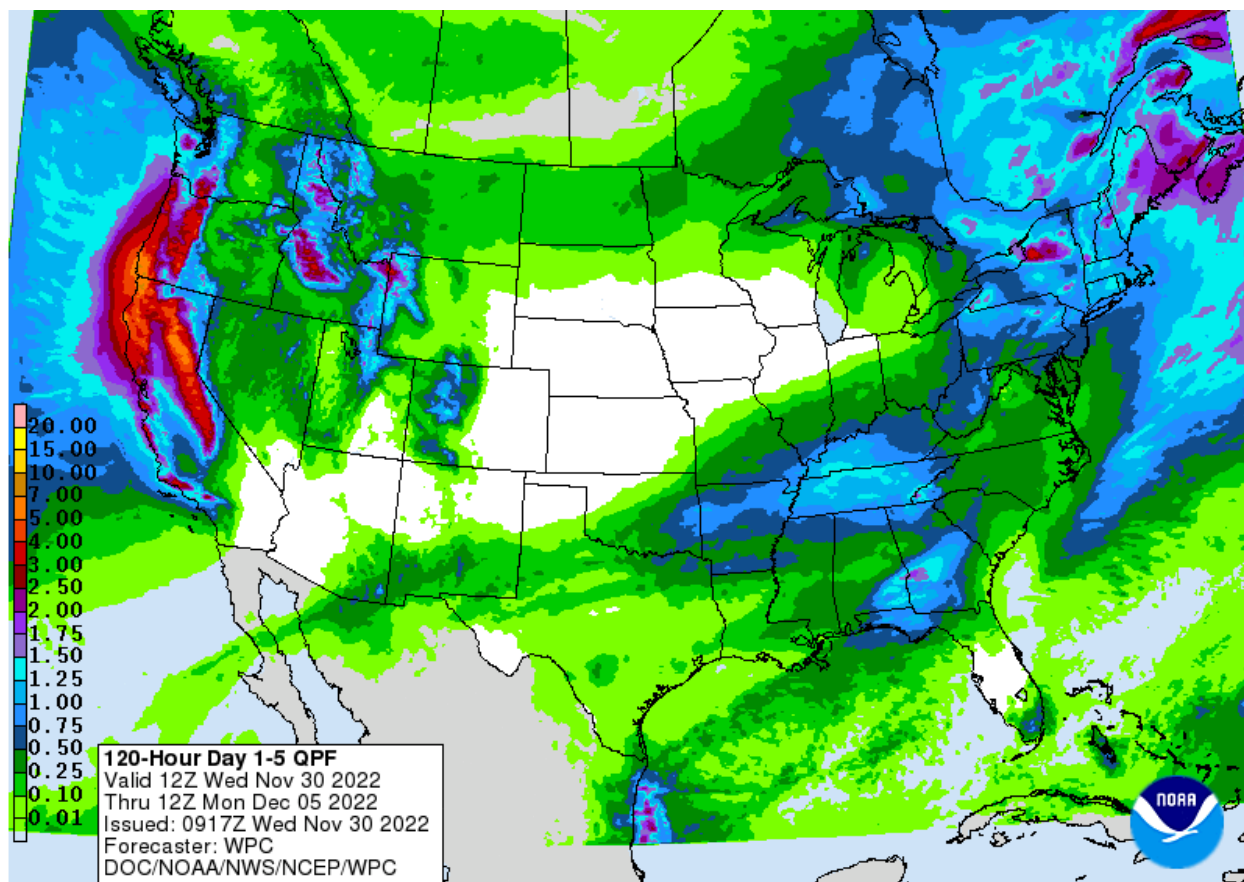 20.00
15.00
10.00
7.00
5.00
4.00
3.00
2.50
2.00
1.75
1.50
1.25
1.00
0.75
0.50
0.25
0.10
0.01
120-Hour Day 1-5 QPF
Valid 12Z Wed Nov 30 2022
Thru 12Z Mon Dec 05 2022
Issued: 0917Z Wed Nov 30 2022
Forecaster: WPC
DOC/NOAA/NWS/NCEP/WPC
NOAA